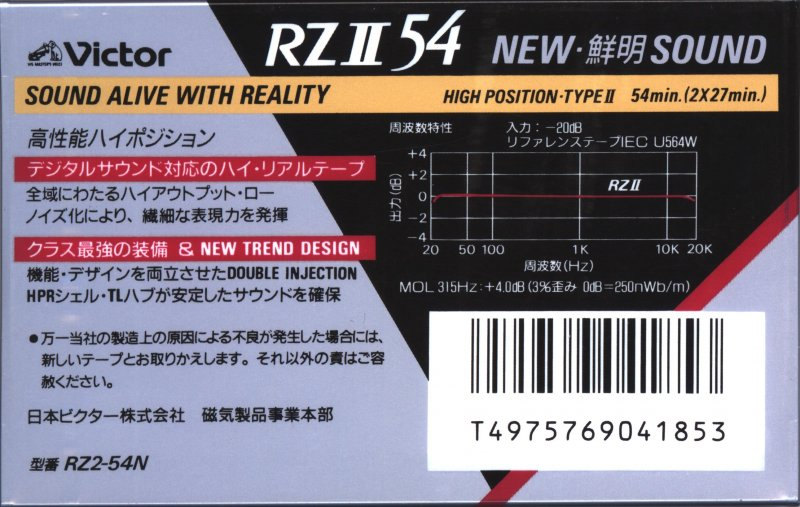 Victor
RZII54
NEW・鮮明SOUND
SOUND ALIVE WITH REALITY
HIGH POSITION・TYPE II 54min.(2X27min.)
高性能ハイポジション
デジタルサウンド対応のハイ・リアルテープ
全域にわたるハイアウトプット・ロー
ノイズ化により、繊細な表現力を発揮
クラス最強の装備 & NEW TREND DESIGN
機能・デザインを両立させたDOUBLE INJECTION
HPRシェル・TLハブが安定したサウンドを確保
●万一当社の製造上の原因による不良が発生した場合には、
新しいテープとお取りかえします。それ以外の責はご容
赦ください。
日本ビクター株式会社 磁気製品事業本部
型番 RZ2-54N
周波数特性 入力：−20dB
リファレンステープIEC U564W
出力(dB)
+4
+2
0
−2
−4
RZII
20 50 100 1K 10K 20K
周波数(Hz)
MOL 315Hz：+4.0dB (3%歪み 0dB=250nWb/m)
T4975769041853